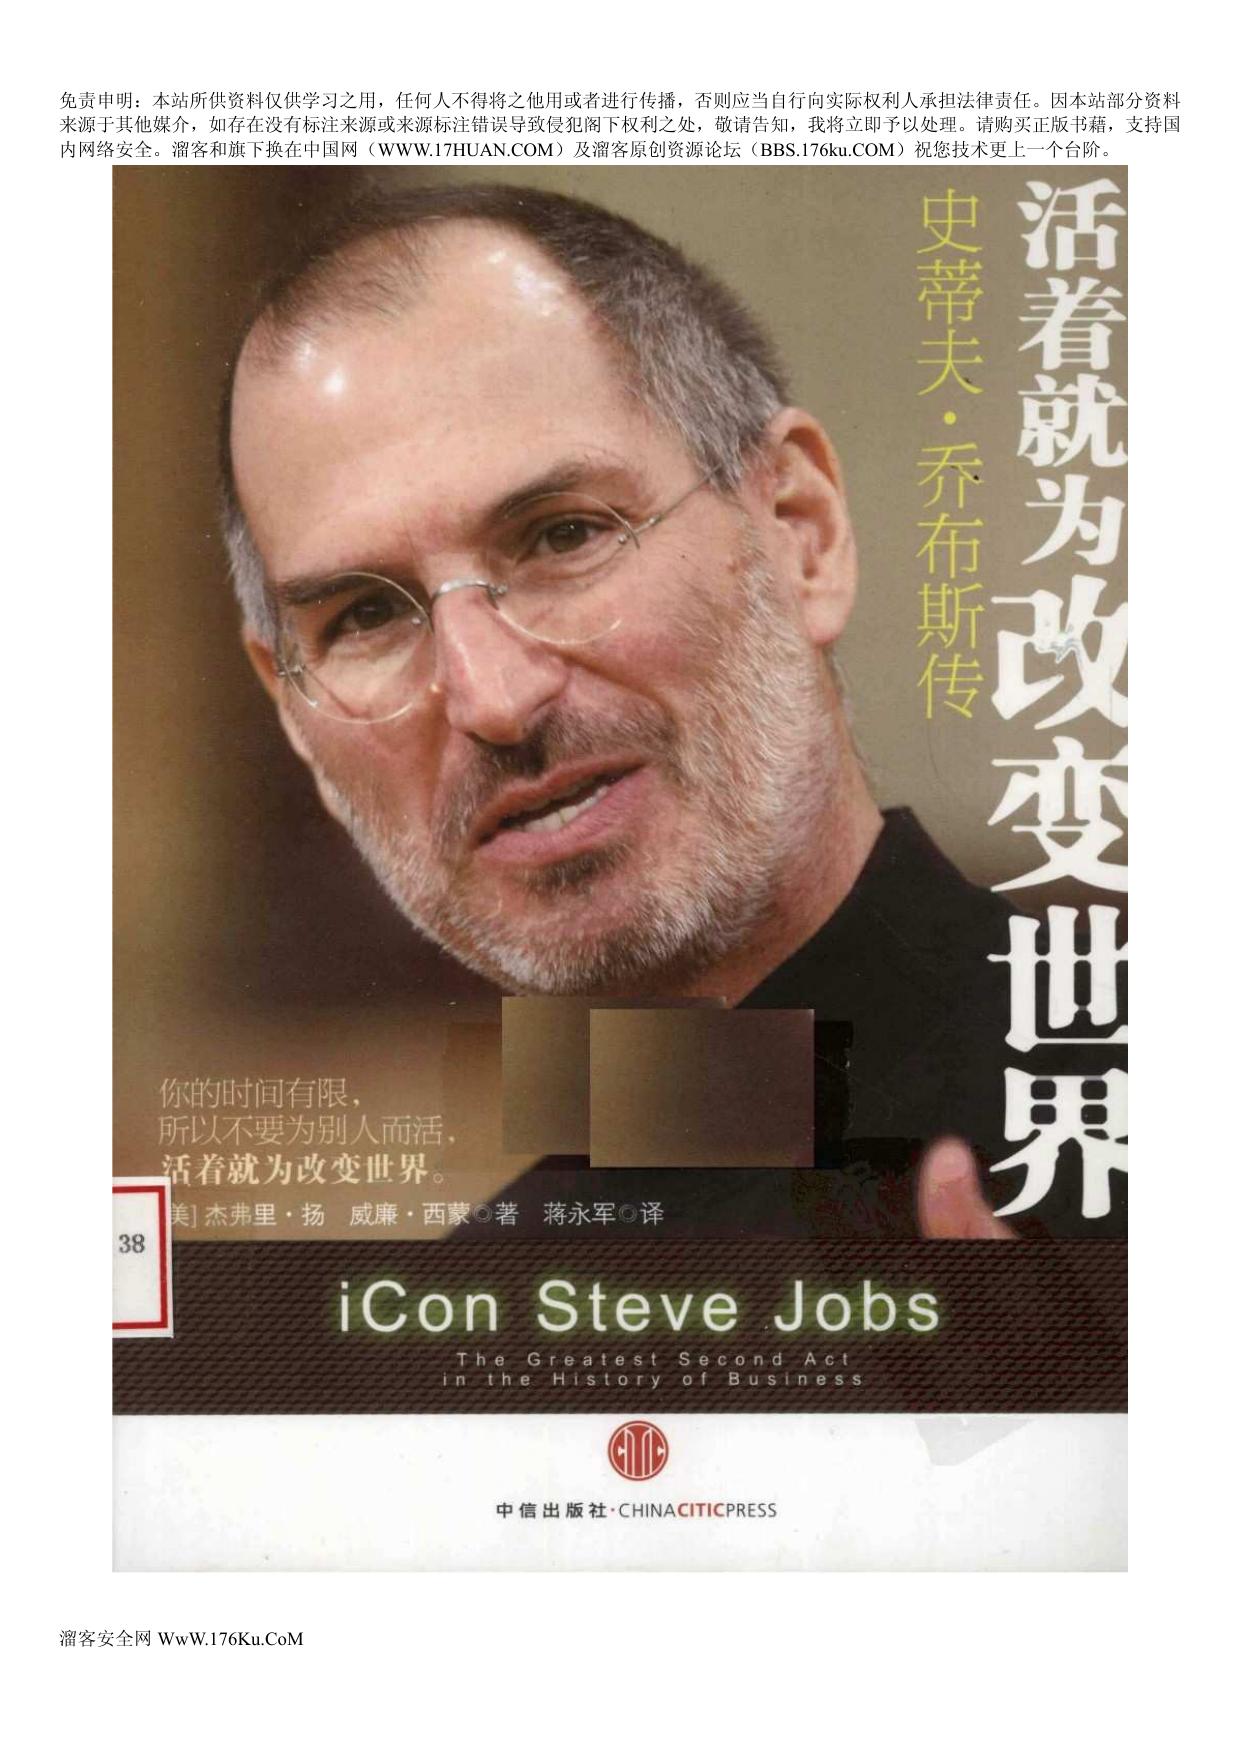 免责申明：本站所供资料仅供学习之用，任何人不得将之他用或者进行传播，否则应当自行向实际权利人承担法律责任。因本站部分资料
来源于其他媒介，如存在没有标注来源或来源标注错误导致侵犯阁下权利之处，敬请告知，我将立即予以处理。请购买正版书藉，支持国
内网络安全。溜客和旗下换在中国网（WWW.17HUAN.COM）及溜客原创资源论坛（BBS.176ku.COM）祝您技术更上一个台阶。
活着就为改变世界
史蒂夫·乔布斯传
你的时间有限，
所以不要为别人而活，
活着就为改变世界。
美] 杰弗里·扬 威廉·西蒙◎著 蒋永军◎译
38
iCon Steve Jobs
The Greatest Second Act
in the History of Business
中信出版社·CHINACITICPRESS
溜客安全网 WwW.176Ku.CoM